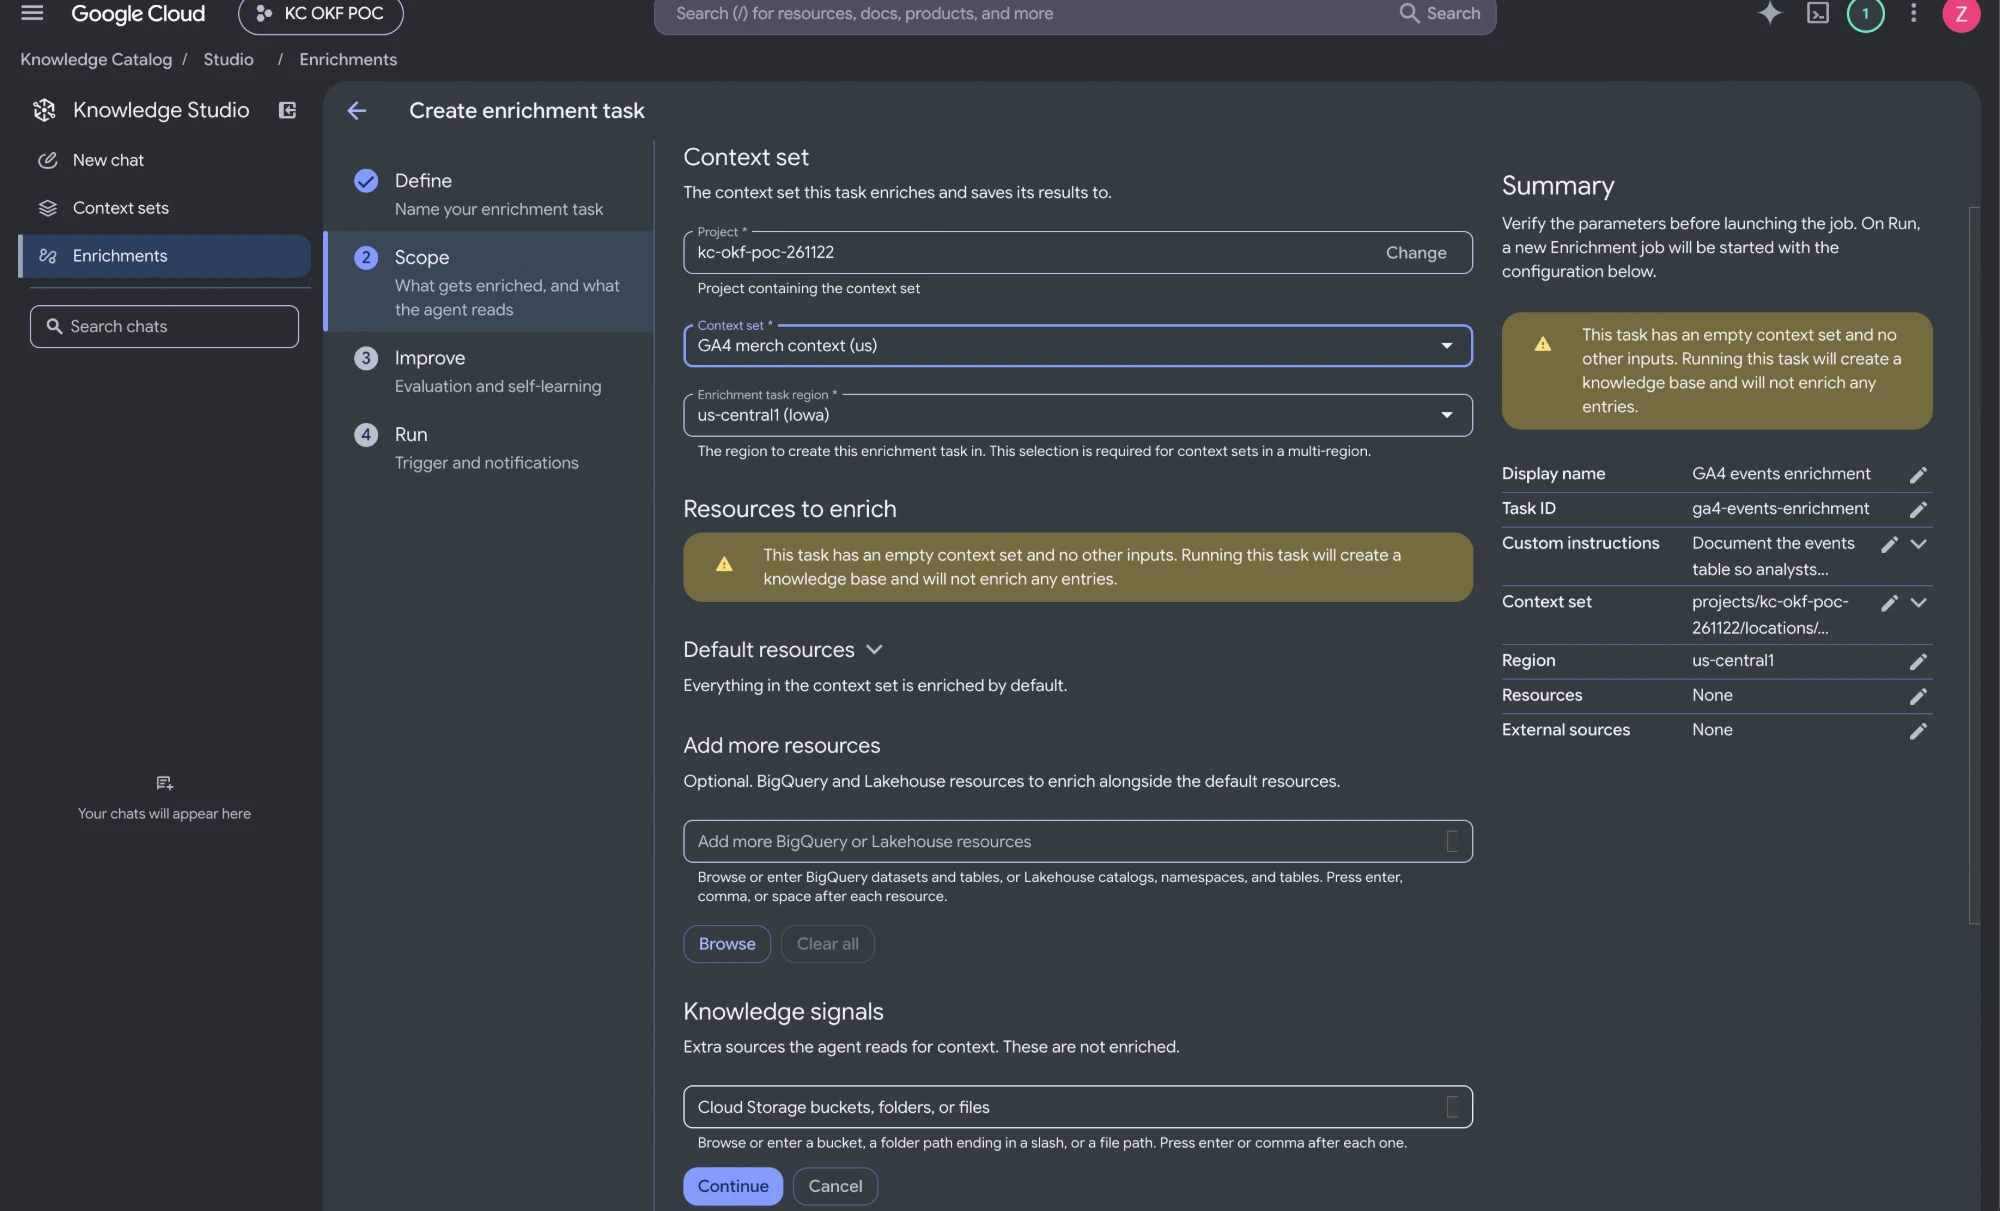 Google Cloud
KC OKF POC
Search (/) for resources, docs, products, and more
Search
1
Z
Knowledge Catalog / Studio / Enrichments
Knowledge Studio
New chat
Context sets
Enrichments
Search chats
Your chats will appear here
Create enrichment task
Define
Name your enrichment task
2
Scope
What gets enriched, and what
the agent reads
3
Improve
Evaluation and self-learning
4
Run
Trigger and notifications
Context set
The context set this task enriches and saves its results to.
Project *
kc-okf-poc-261122
Change
Project containing the context set
Context set *
GA4 merch context (us)
Enrichment task region *
us-central1 (Iowa)
The region to create this enrichment task in. This selection is required for context sets in a multi-region.
Resources to enrich
This task has an empty context set and no other inputs. Running this task will create a
knowledge base and will not enrich any entries.
Default resources
Everything in the context set is enriched by default.
Add more resources
Optional. BigQuery and Lakehouse resources to enrich alongside the default resources.
Add more BigQuery or Lakehouse resources
Browse or enter BigQuery datasets and tables, or Lakehouse catalogs, namespaces, and tables. Press enter,
comma, or space after each resource.
Browse
Clear all
Knowledge signals
Extra sources the agent reads for context. These are not enriched.
Cloud Storage buckets, folders, or files
Browse or enter a bucket, a folder path ending in a slash, or a file path. Press enter or comma after each one.
Continue
Cancel
Summary
Verify the parameters before launching the job. On Run,
a new Enrichment job will be started with the
configuration below.
This task has an empty context set and no
other inputs. Running this task will create a
knowledge base and will not enrich any
entries.
Display name GA4 events enrichment
Task ID ga4-events-enrichment
Custom instructions Document the events
table so analysts...
Context set projects/kc-okf-poc-
261122/locations/...
Region us-central1
Resources None
External sources None